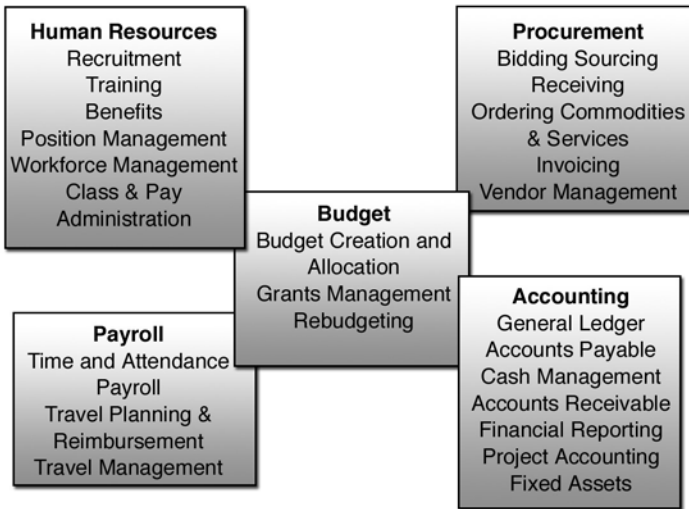 Human Resources
Recruitment
Training
Benefits
Position Management
Workforce Management
Class & Pay
Administration
Procurement
Bidding Sourcing
Receiving
Ordering Commodities
& Services
Invoicing
Vendor Management
Budget
Budget Creation and
Allocation
Grants Management
Rebudgeting
Payroll
Time and Attendance
Payroll
Travel Planning &
Reimbursement
Travel Management
Accounting
General Ledger
Accounts Payable
Cash Management
Accounts Receivable
Financial Reporting
Project Accounting
Fixed Assets